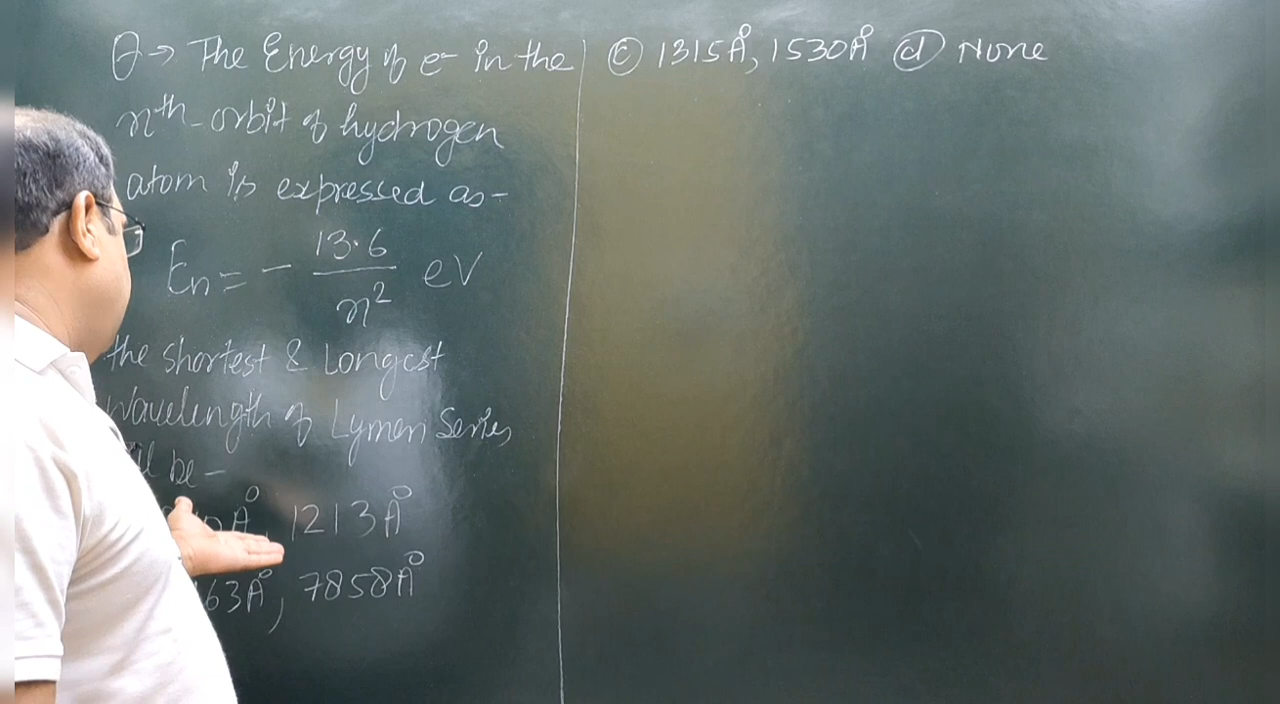 Q→ The Energy of e⁻ in the
nᵗʰ-orbit of hydrogen
atom is expressed as-
Eₙ = - 13.6 / n² eV
the shortest & Longest
Wavelength of Lymen Series
be -
Å, 1213Å
63Å, 7858Å
ⓒ 1315Å, 1530Å ⓓ None